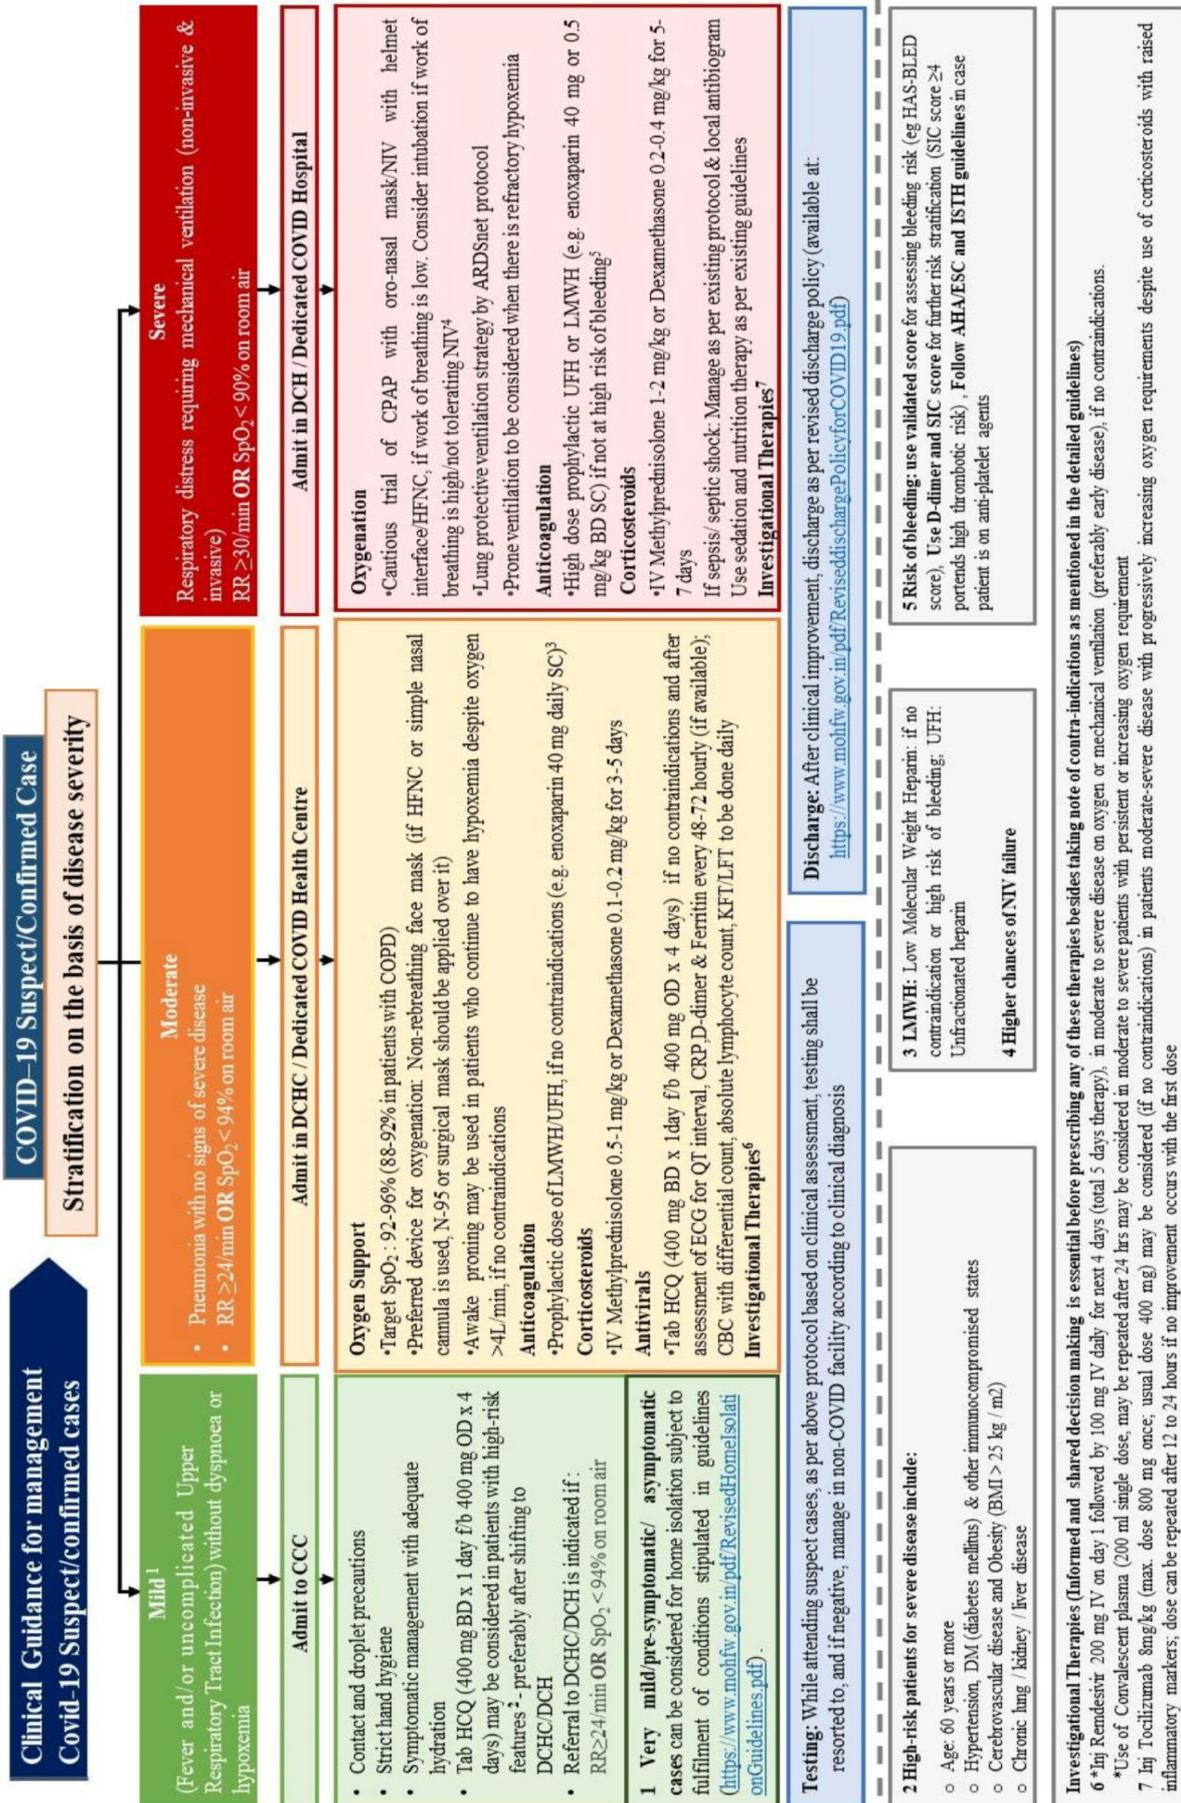 Clinical Guidance for management
Covid-19 Suspect/confirmed cases
COVID–19 Suspect/Confirmed Case
Stratification on the basis of disease severity
Mild¹
(Fever and/or uncomplicated Upper
Respiratory Tract Infection) without dyspnoea or
hypoxemia
Admit to CCC
• Contact and droplet precautions
• Strict hand hygiene
• Symptomatic management with adequate
hydration
• Tab HCQ (400 mg BD x 1 day f/b 400 mg OD x 4
days) may be considered in patients with high-risk
features ² - preferably after shifting to
DCHC/DCH
• Referral to DCHC/DCH is indicated if :
RR≥24/min OR SpO₂ < 94% on room air
1 Very mild/pre-symptomatic/ asymptomatic
cases can be considered for home isolation subject to
fulfilment of conditions stipulated in guidelines
(https://www.mohfw.gov.in/pdf/RevisedHomeIsolati
onGuidelines.pdf) .
Moderate
• Pneumonia with no signs of severe disease
• RR ≥24/min OR SpO₂ < 94% on room air
Admit in DCHC / Dedicated COVID Health Centre
Oxygen Support
•Target SpO₂ : 92-96% (88-92% in patients with COPD)
•Preferred device for oxygenation: Non-rebreathing face mask (if HFNC or simple nasal
cannula is used, N-95 or surgical mask should be applied over it)
•Awake proning may be used in patients who continue to have hypoxemia despite oxygen
>4L/min, if no contraindications
Anticoagulation
•Prophylactic dose of LMWH/UFH, if no contraindications (e.g. enoxaparin 40 mg daily SC)³
Corticosteroids
•IV Methylprednisolone 0.5-1 mg/kg or Dexamethasone 0.1-0.2 mg/kg for 3-5 days
Antivirals
•Tab HCQ (400 mg BD x 1day f/b 400 mg OD x 4 days) if no contraindications and after
assessment of ECG for QT interval, CRP,D-dimer & Ferritin every 48-72 hourly (if available);
CBC with differential count, absolute lymphocyte count, KFT/LFT to be done daily
Investigational Therapies⁶
Severe
Respiratory distress requiring mechanical ventilation (non-invasive &
invasive)
RR ≥30/min OR SpO₂ < 90% on room air
Admit in DCH / Dedicated COVID Hospital
Oxygenation
•Cautious trial of CPAP with oro-nasal mask/NIV with helmet
interface/HFNC, if work of breathing is low. Consider intubation if work of
breathing is high/not tolerating NIV⁴
•Lung protective ventilation strategy by ARDSnet protocol
•Prone ventilation to be considered when there is refractory hypoxemia
Anticoagulation
•High dose prophylactic UFH or LMWH (e.g. enoxaparin 40 mg or 0.5
mg/kg BD SC) if not at high risk of bleeding⁵
Corticosteroids
•IV Methylprednisolone 1-2 mg/kg or Dexamethasone 0.2-0.4 mg/kg for 5-
7 days
If sepsis/ septic shock: Manage as per existing protocol & local antibiogram
Use sedation and nutrition therapy as per existing guidelines
Investigational Therapies⁷
Testing: While attending suspect cases, as per above protocol based on clinical assessment, testing shall be
resorted to, and if negative, manage in non-COVID facility according to clinical diagnosis
Discharge: After clinical improvement, discharge as per revised discharge policy (available at:
https://www.mohfw.gov.in/pdf/ReviseddischargePolicyforCOVID19.pdf)
2 High-risk patients for severe disease include:
○ Age: 60 years or more
○ Hypertension, DM (diabetes mellitus) & other immunocompromised states
○ Cerebrovascular disease and Obesity (BMI > 25 kg / m2)
○ Chronic lung / kidney / liver disease
3 LMWH: Low Molecular Weight Heparin: if no
contraindication or high risk of bleeding; UFH:
Unfractionated heparin
4 Higher chances of NIV failure
5 Risk of bleeding: use validated score for assessing bleeding risk (eg HAS-BLED
score), Use D-dimer and SIC score for further risk stratification (SIC score ≥4
portends high thrombotic risk) , Follow AHA/ESC and ISTH guidelines in case
patient is on anti-platelet agents
Investigational Therapies (Informed and shared decision making is essential before prescribing any of these therapies besides taking note of contra-indications as mentioned in the detailed guidelines)
6 *Inj Remdesivir 200 mg IV on day 1 followed by 100 mg IV daily for next 4 days (total 5 days therapy), in moderate to severe disease on oxygen or mechanical ventilation (preferably early disease), if no contraindications.
*Use of Convalescent plasma (200 ml single dose, may be repeated after 24 hrs may be considered in moderate to severe patients with persistent or increasing oxygen requirement
7 Inj Tocilizumab 8mg/kg (max. dose 800 mg once; usual dose 400 mg) may be considered (if no contraindications) in patients moderate-severe disease with progressively increasing oxygen requirements despite use of corticosteroids with raised
inflammatory markers; dose can be repeated after 12 to 24 hours if no improvement occurs with the first dose